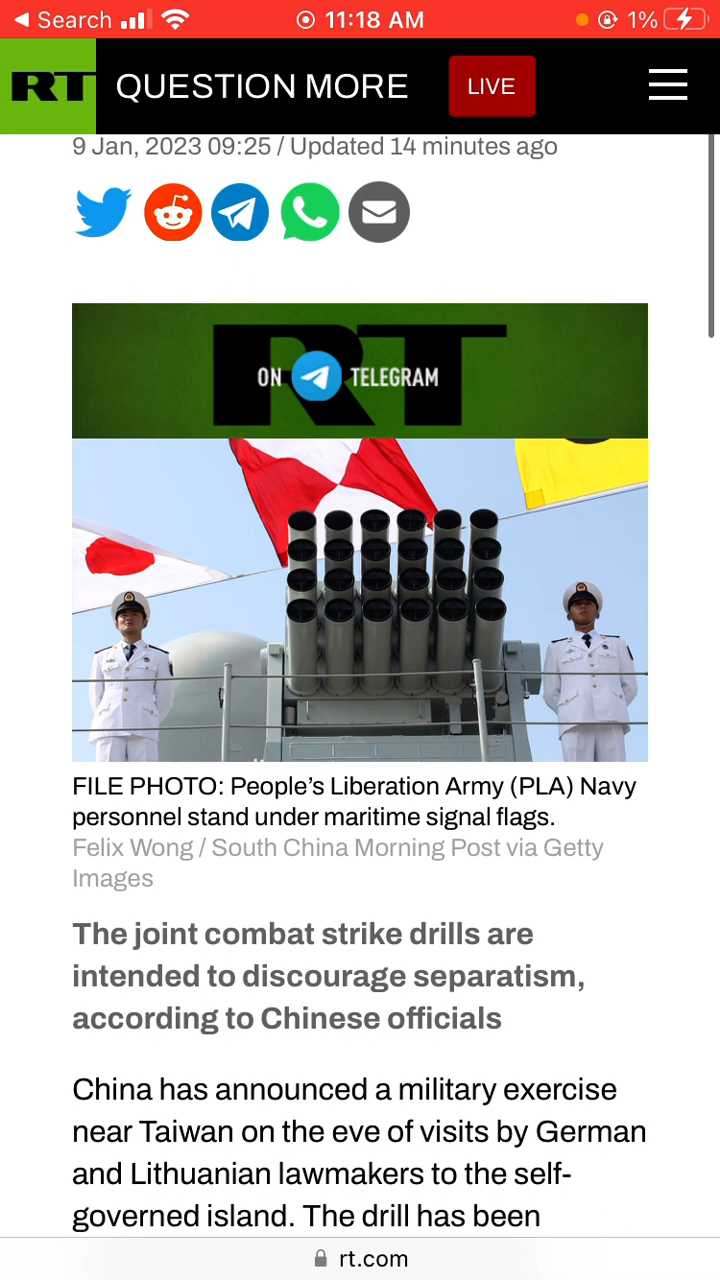 Search 11:18 AM 1%
RT QUESTION MORE LIVE
9 Jan, 2023 09:25 / Updated 14 minutes ago
RT
ON TELEGRAM
FILE PHOTO: People’s Liberation Army (PLA) Navy
personnel stand under maritime signal flags.
Felix Wong / South China Morning Post via Getty
Images
The joint combat strike drills are
intended to discourage separatism,
according to Chinese officials
China has announced a military exercise
near Taiwan on the eve of visits by German
and Lithuanian lawmakers to the self-
governed island. The drill has been
rt.com